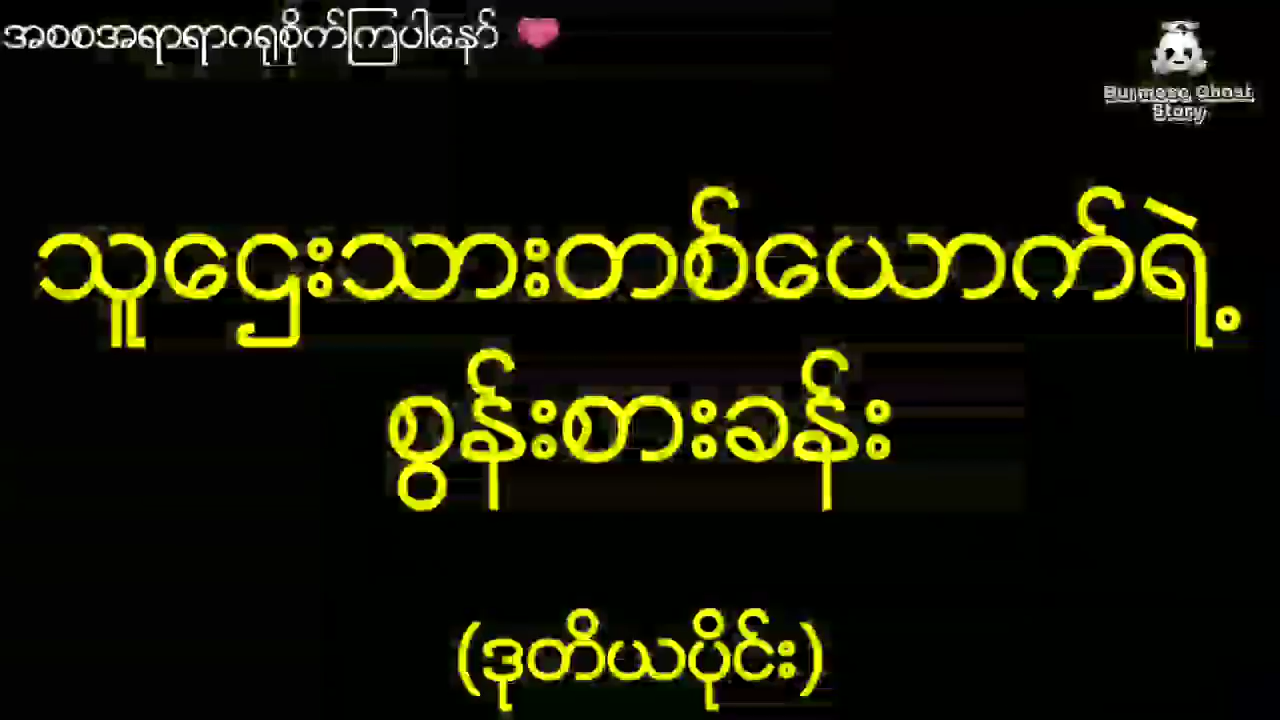 အစစအရာရာဂရုစိုက်ကြပါနော် ❤
Burmese Ghost
Story
သူဌေးသားတစ်ယောက်ရဲ့
စွန့်စားခန်း
(ဒုတိယပိုင်း)